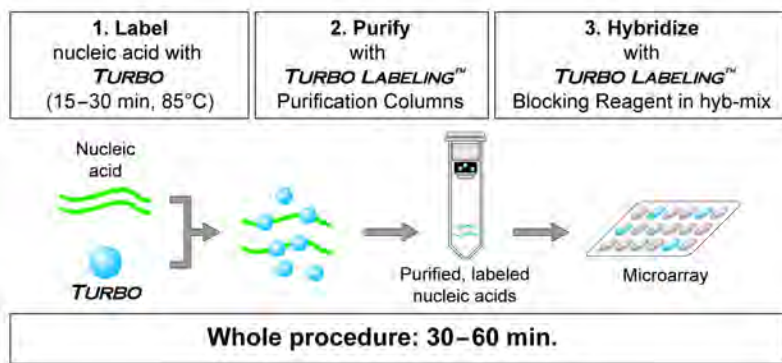 1. Label
nucleic acid with
TURBO
(15–30 min, 85°C)
2. Purify
with
TURBO LABELING™
Purification Columns
3. Hybridize
with
TURBO LABELING™
Blocking Reagent in hyb-mix
Nucleic
acid
TURBO
Purified, labeled
nucleic acids
Microarray
Whole procedure: 30–60 min.